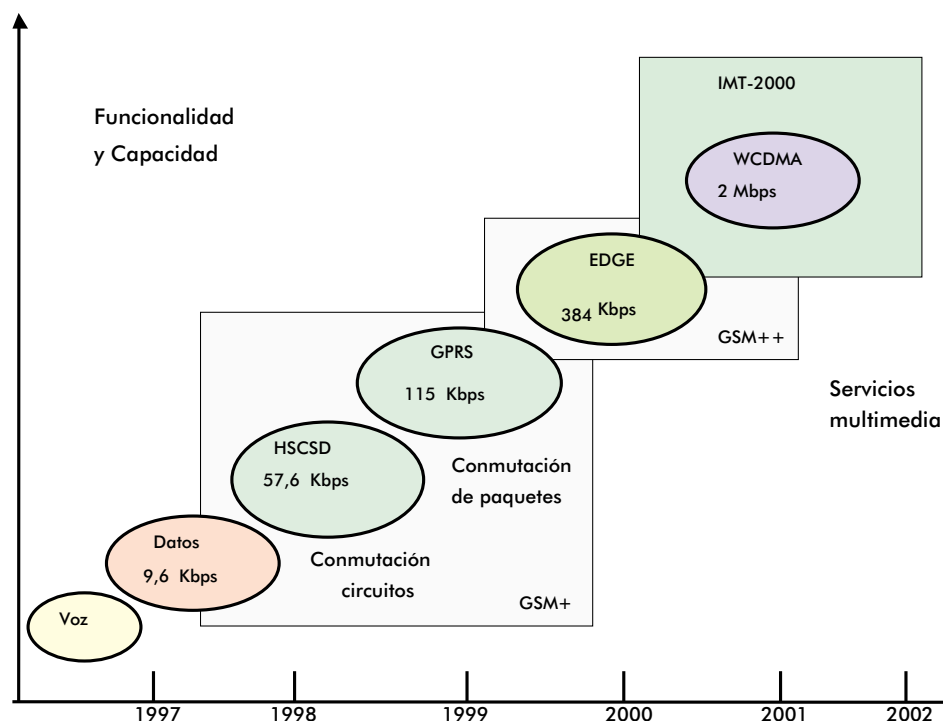 IMT-2000
Funcionalidad
y Capacidad
WCDMA
2 Mbps
EDGE
384 Kbps
GSM++
GPRS
115 Kbps
Servicios
multimedia
HSCSD
57,6 Kbps
Conmutación
de paquetes
Datos
9,6 Kbps
Conmutación
circuitos
GSM+
Voz
1997 1998 1999 2000 2001 2002